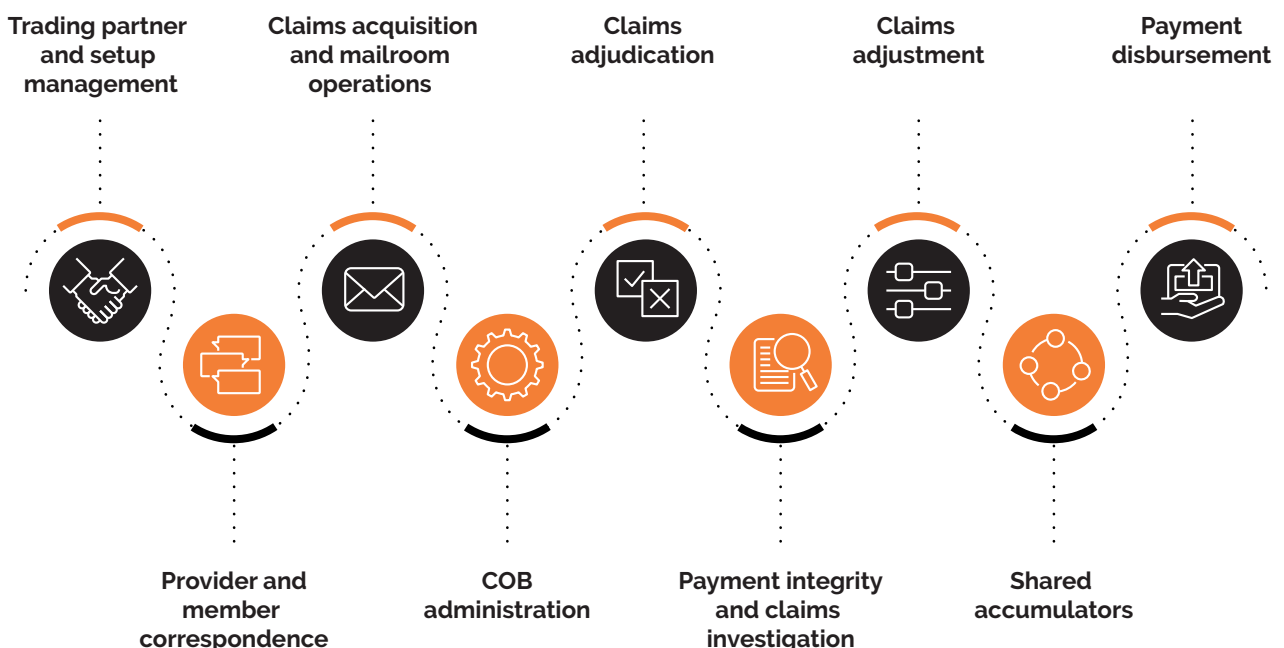 Trading partner
and setup
management
Claims acquisition
and mailroom
operations
Claims
adjudication
Claims
adjustment
Payment
disbursement
Provider and
member
correspondence
COB
administration
Payment integrity
and claims
investigation
Shared
accumulators